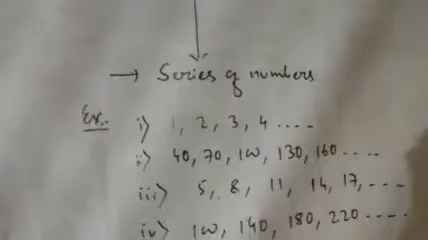 → Series of numbers
Ex:- i) 1, 2, 3, 4 ....
ii) 40, 70, 100, 130, 160 ....
iii) 5, 8, 11, 14, 17, ---
iv) 100, 140, 180, 220 ----